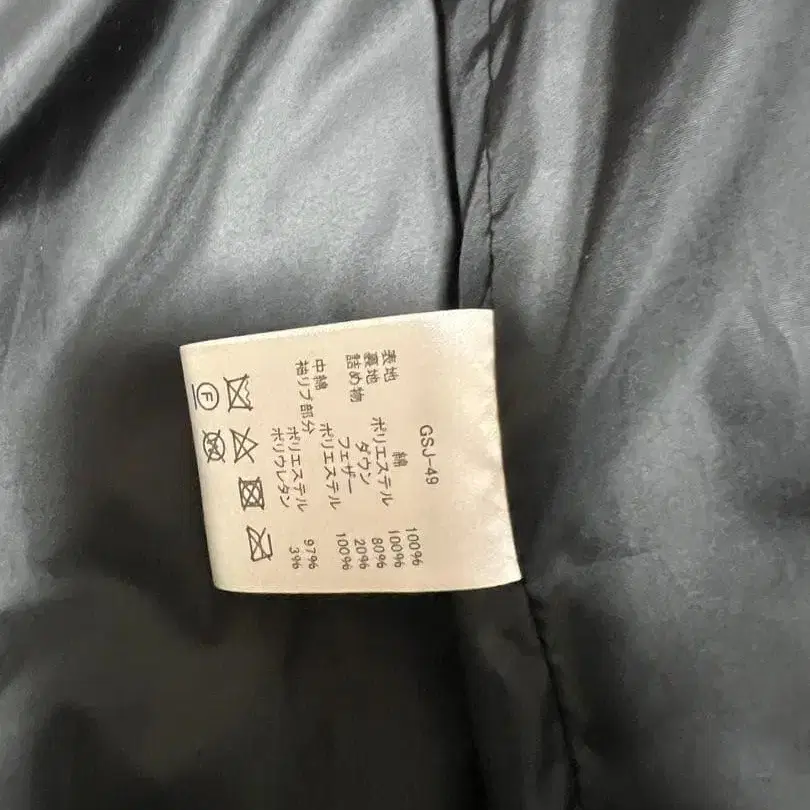 GSJ-49
表地 綿 100%
裏地 ポリエステル 100%
詰め物 ダウン 80%
フェザー 20%
中綿 ポリエステル 100%
袖リブ部分 ポリエステル 97%
ポリウレタン 3%
F